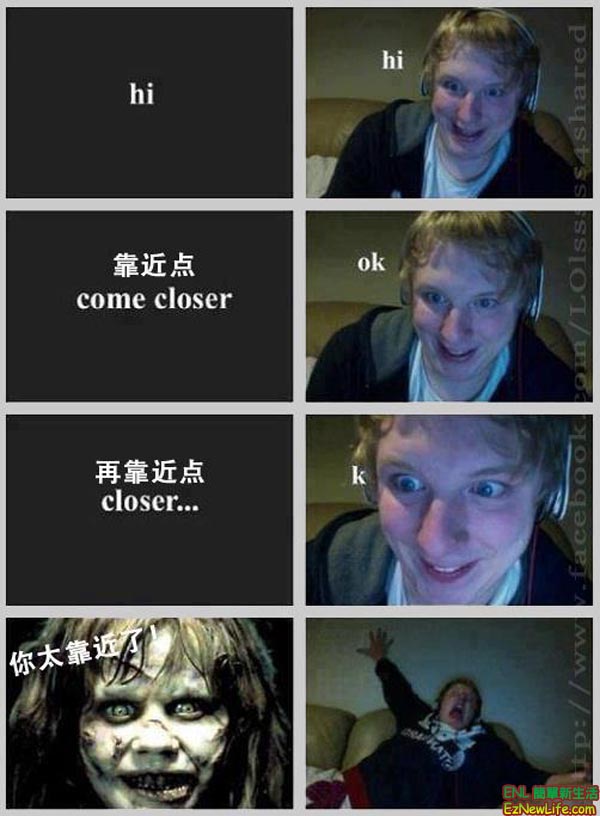 hi
hi
靠近点
come closer
ok
再靠近点
closer...
k
你太靠近了!
http://www.facebook.com/LOlsssss4shared
ENL 簡單新生活
EzNewLife.com